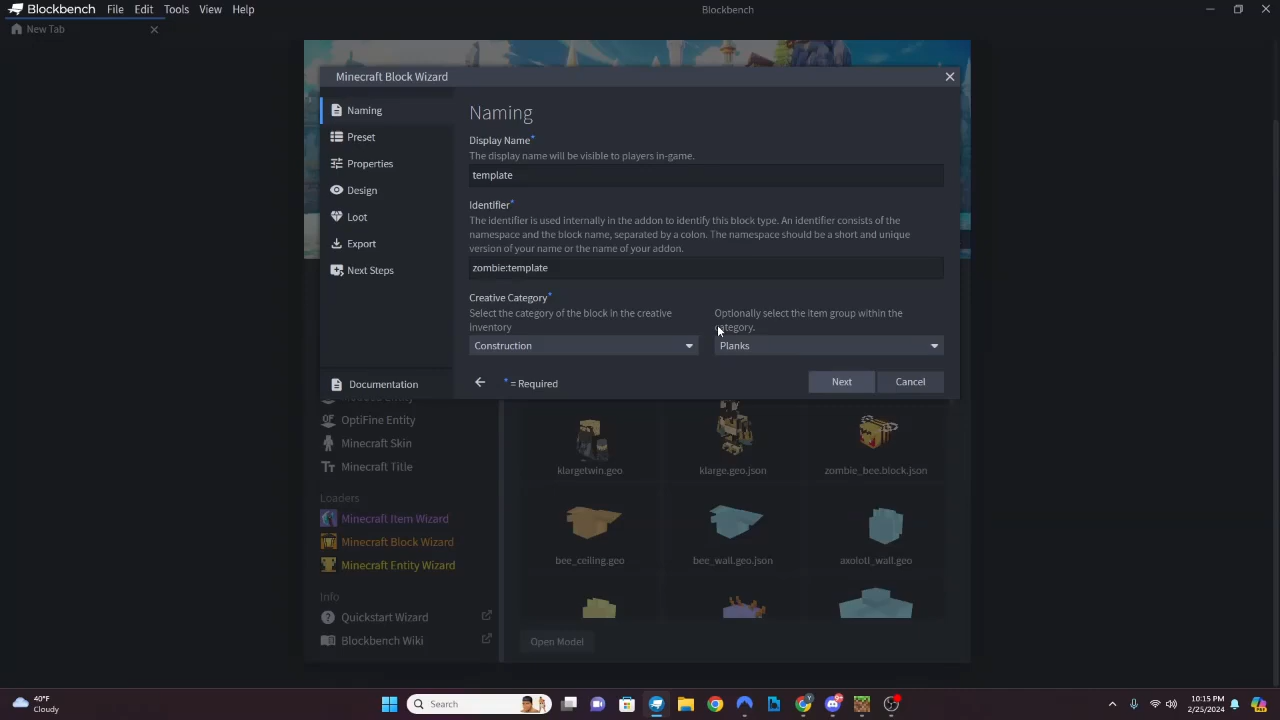 Blockbench File Edit Tools View Help
Blockbench
New Tab
Minecraft Block Wizard
Naming
Preset
Properties
Design
Loot
Export
Next Steps
Documentation
Naming
Display Name*
The display name will be visible to players in-game.
template
Identifier*
The identifier is used internally in the addon to identify this block type. An identifier consists of the
namespace and the block name, separated by a colon. The namespace should be a short and unique
version of your name or the name of your addon.
zombie:template
Creative Category*
Select the category of the block in the creative
inventory
Construction
Optionally select the item group within the
category.
Planks
* = Required
Next
Cancel
OptiFine Entity
Minecraft Skin
Minecraft Title
Loaders
Minecraft Item Wizard
Minecraft Block Wizard
Minecraft Entity Wizard
Info
Quickstart Wizard
Blockbench Wiki
klargetwin.geo
klarge.geo.json
zombie_bee.block.json
bee_ceiling.geo
bee_wall.geo.json
axolotl_wall.geo
Open Model
40°F
Cloudy
Search
10:15 PM
2/25/2024